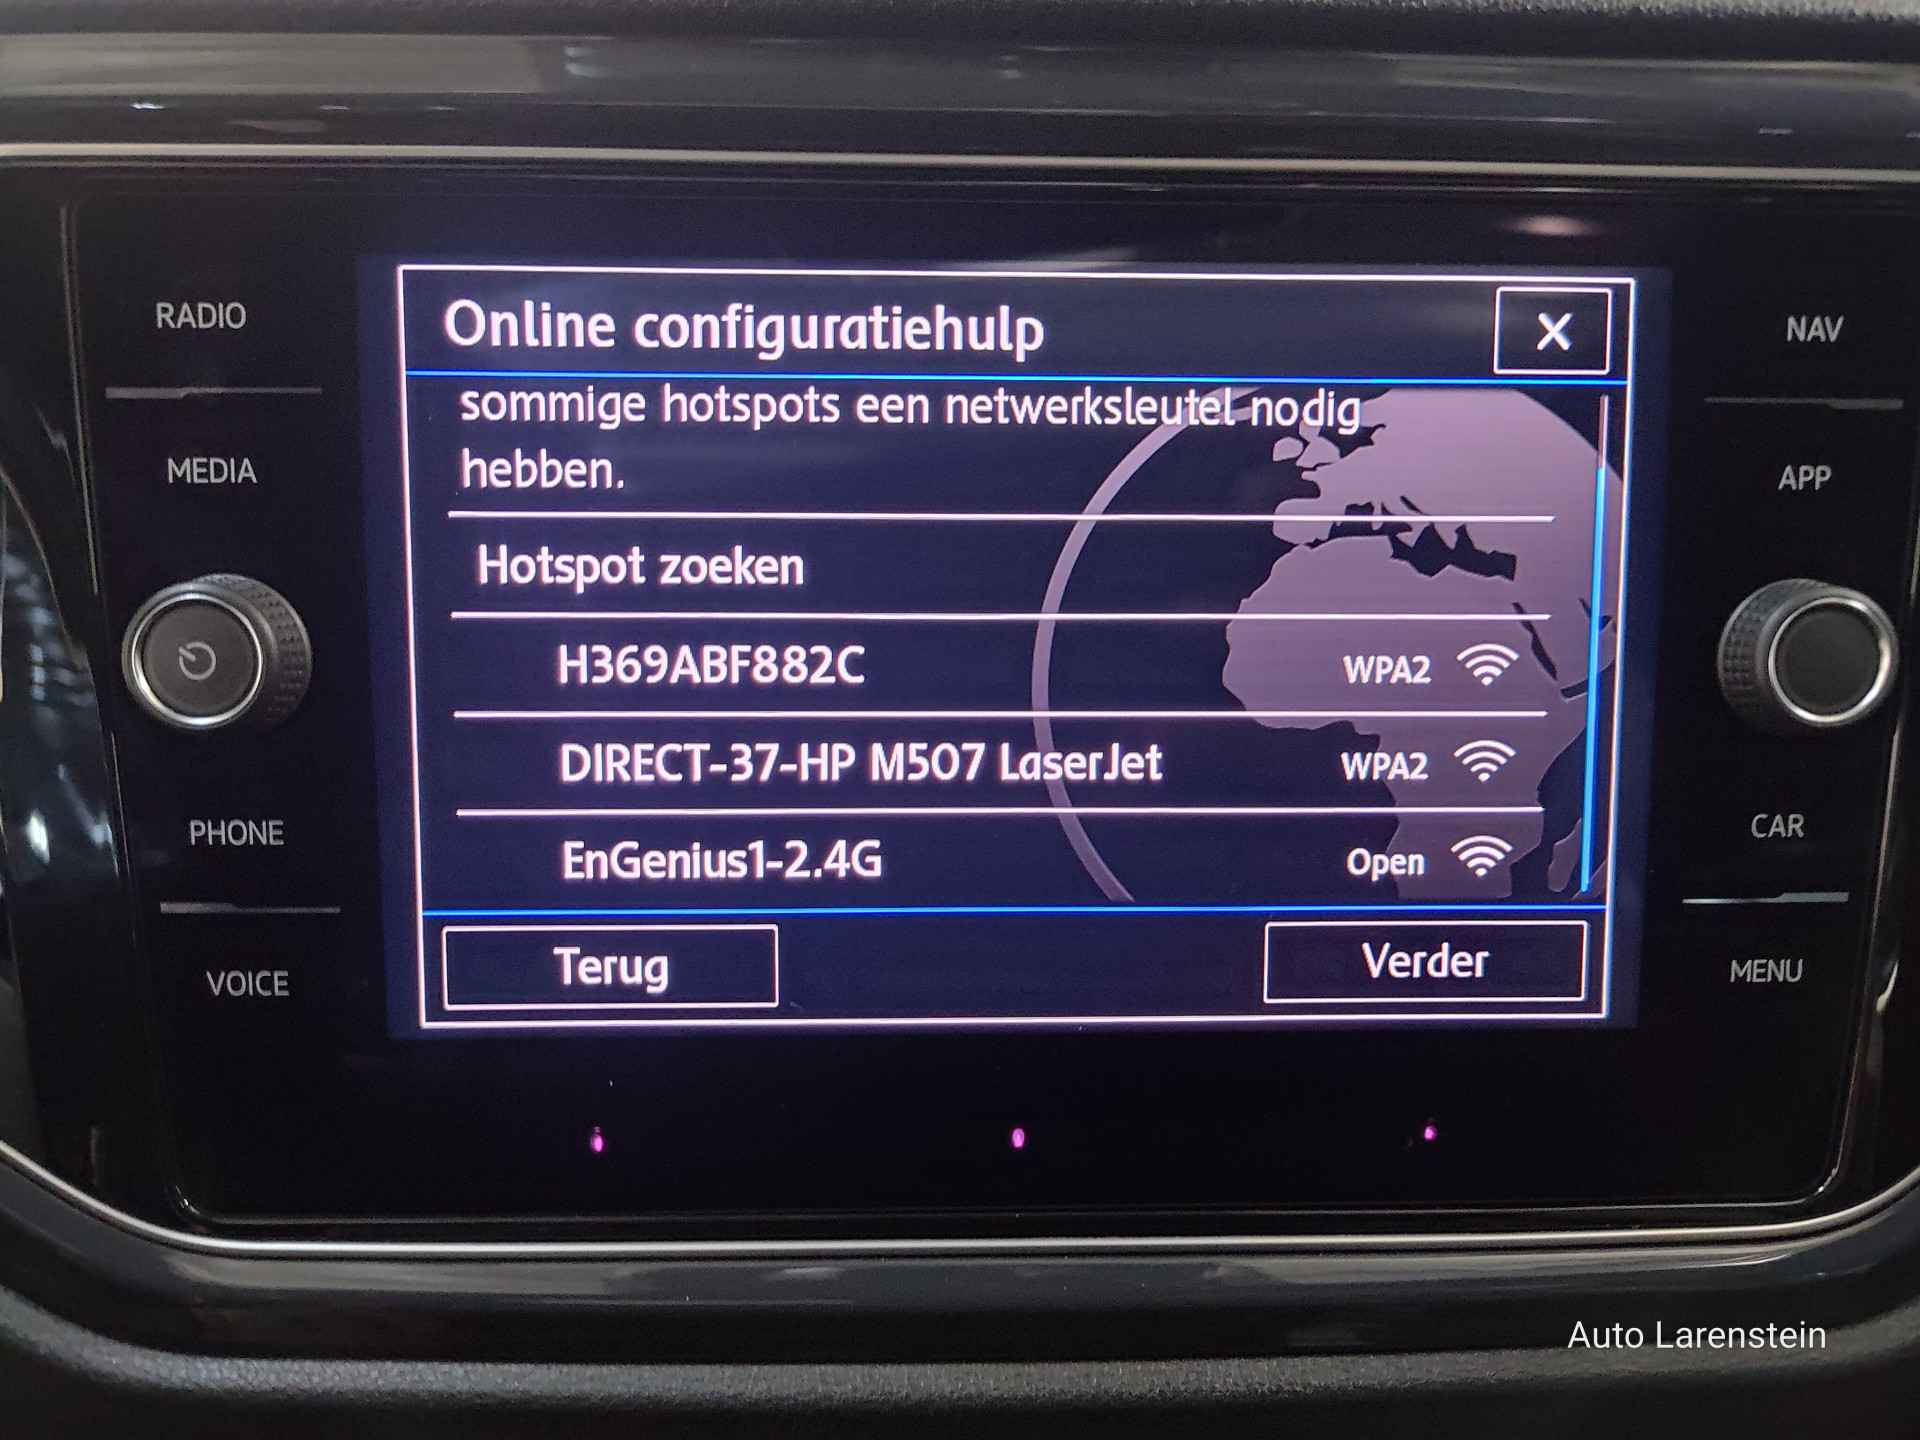 RADIO
MEDIA
PHONE
VOICE
Online configuratiehulp
X
sommige hotspots een netwerksleutel nodig
hebben.
Hotspot zoeken
H369ABF882C WPA2
DIRECT-37-HP M507 LaserJet WPA2
EnGenius1-2.4G Open
Terug Verder
NAV
APP
CAR
MENU
Auto Larenstein